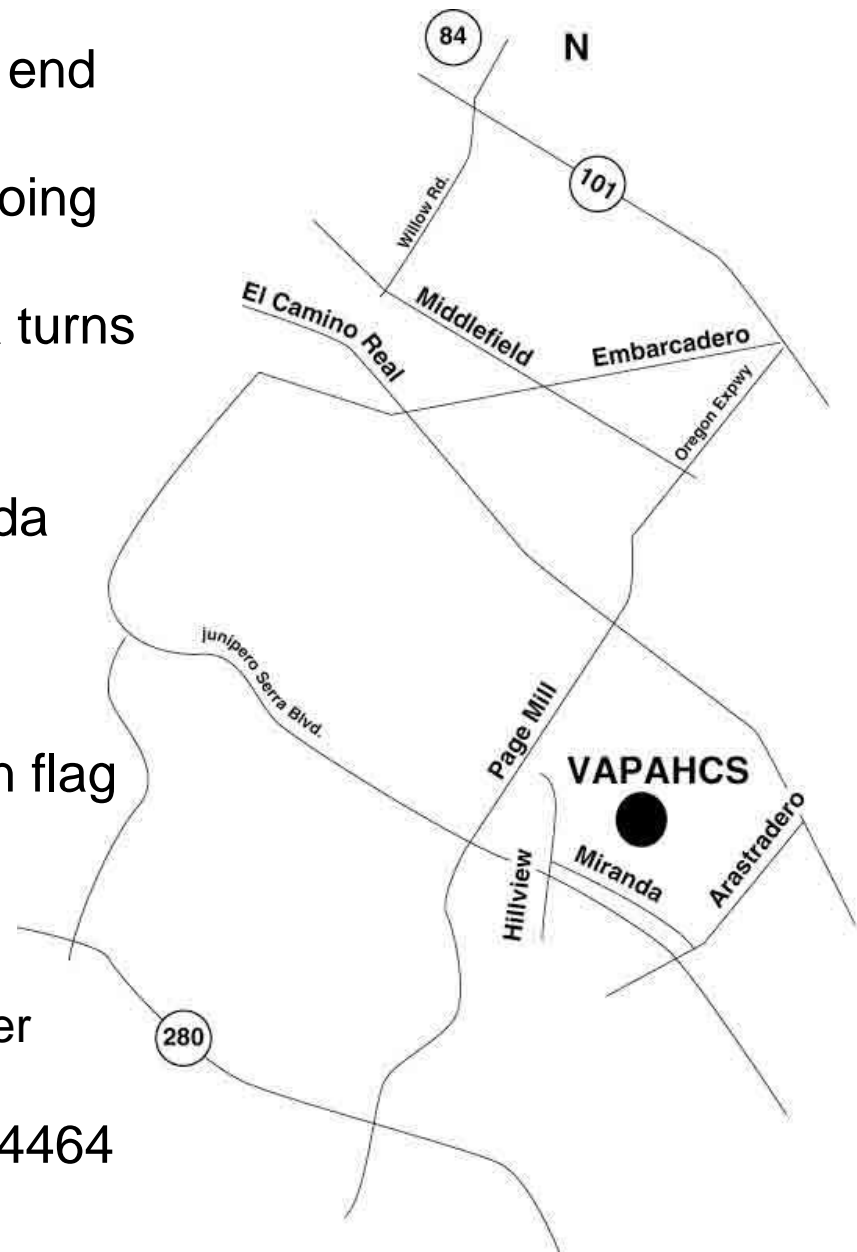 end
oing
turns
da
n flag
er
4464
84
N
101
Willow Rd.
El Camino Real
Middlefield
Embarcadero
Oregon Expwy
junipero Serra Blvd.
Page Mill
VAPAHCS
Hillview
Miranda
Arastradero
280